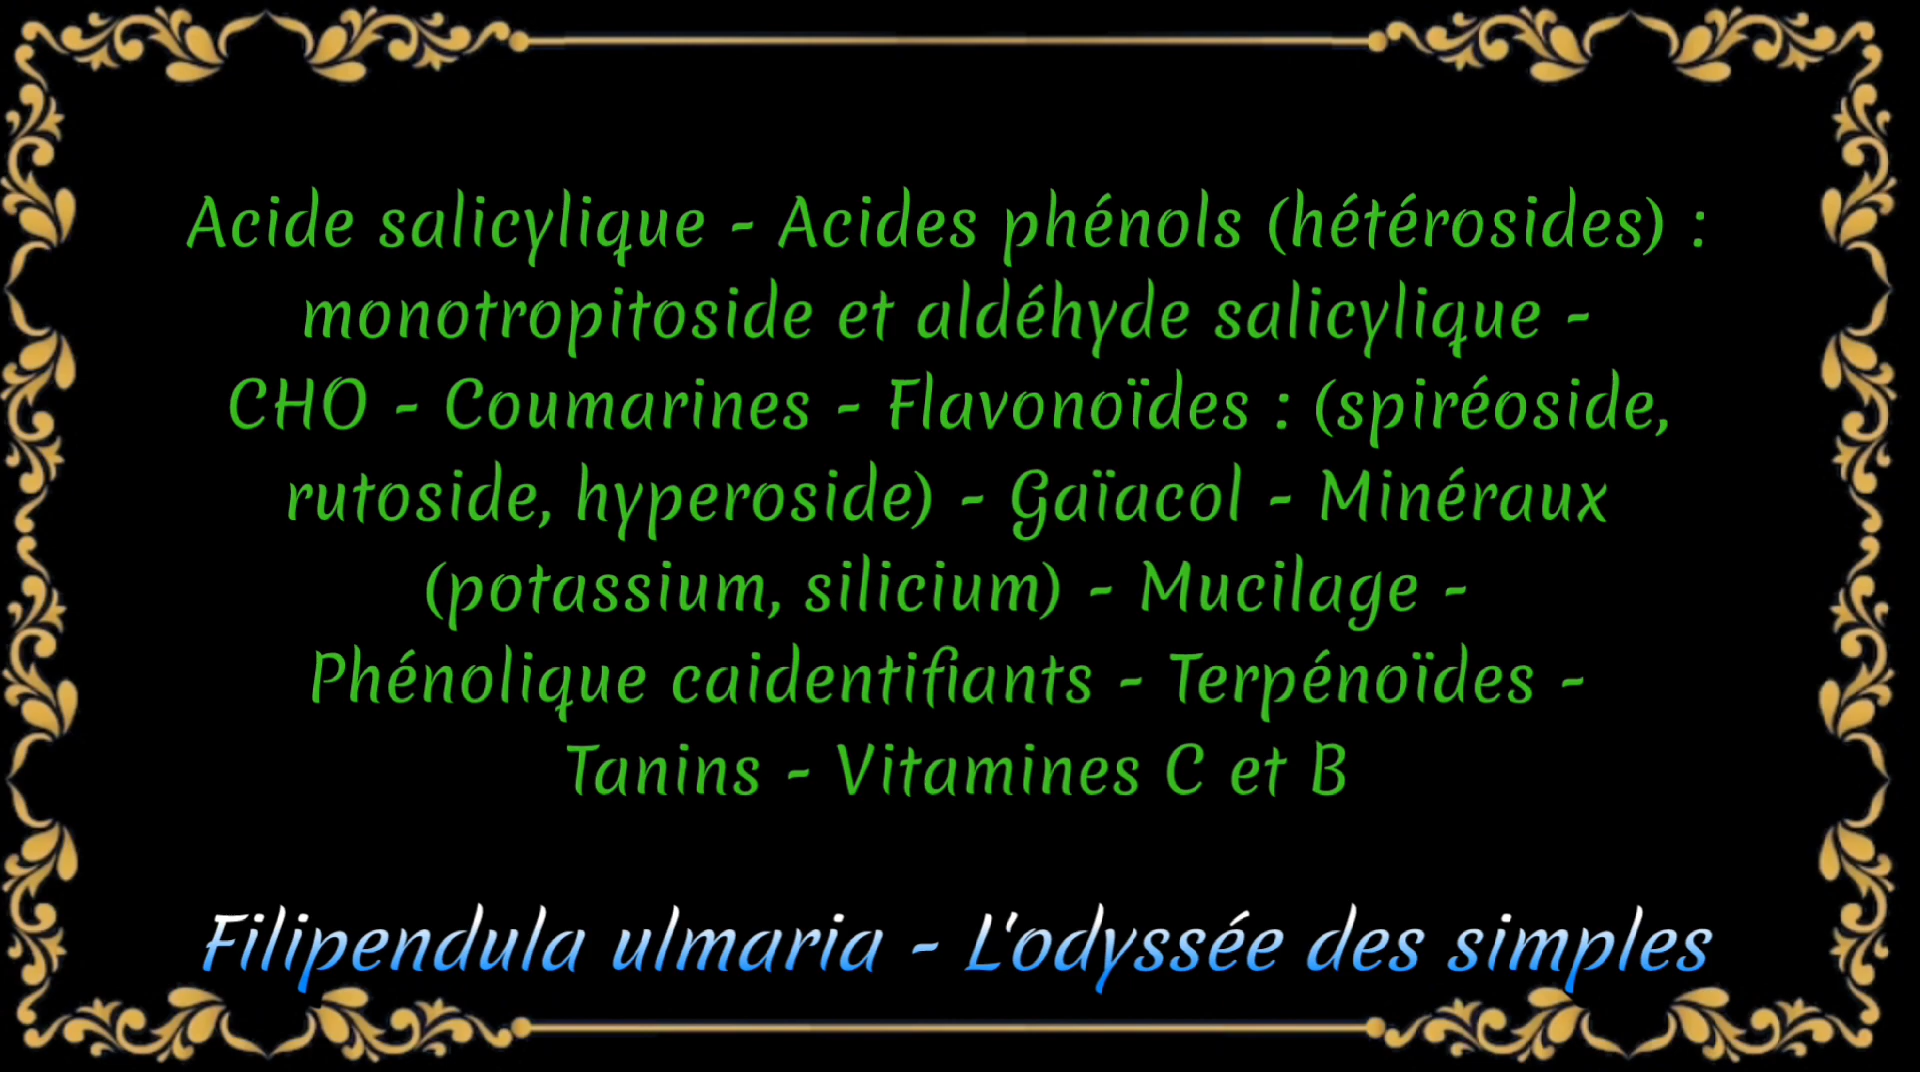 Acide salicylique - Acides phénols (hétérosides) :
monotropitoside et aldéhyde salicylique -
CHO - Coumarines - Flavonoïdes : (spiréoside,
rutoside, hyperoside) - Gaïacol - Minéraux
(potassium, silicium) - Mucilage -
Phénolique caidentifiants - Terpénoïdes -
Tanins - Vitamines C et B
Filipendula ulmaria - L'odyssée des simples